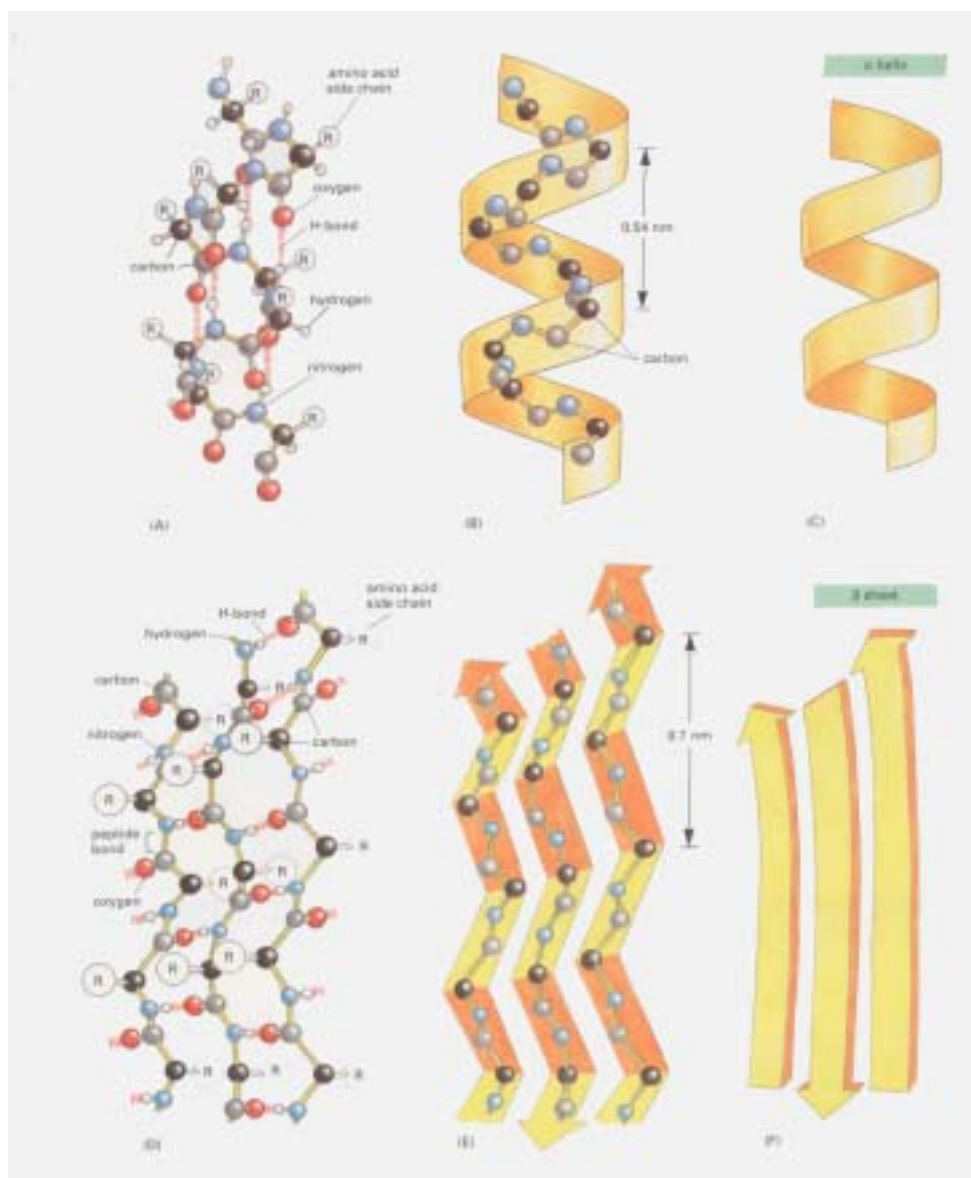 amino acid
side chain
R
R
R
oxygen
R
H-bond
R
carbon
R
hydrogen
R
nitrogen
R
R
(A)
0.54 nm
carbon
(B)
α helix
(C)
amino acid
side chain
H-bond
hydrogen
R
carbon
R
R
nitrogen
R
carbon
R
R
peptide
bond
R
R
R
oxygen
R
R
R
R
R
R
R
(D)
0.7 nm
(E)
β sheet
(F)